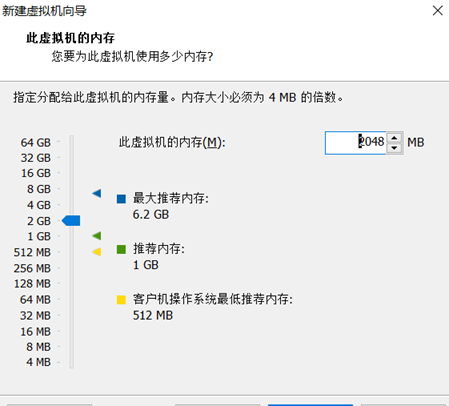 新建虚拟机向导
此虚拟机的内存
您要为此虚拟机使用多少内存?
指定分配给此虚拟机的内存量。内存大小必须为 4 MB 的倍数。
此虚拟机的内存(M): 2048 MB
64 GB
32 GB
16 GB
8 GB
4 GB
2 GB
1 GB
512 MB
256 MB
128 MB
64 MB
32 MB
16 MB
8 MB
4 MB
最大推荐内存:
6.2 GB
推荐内存:
1 GB
客户机操作系统最低推荐内存:
512 MB